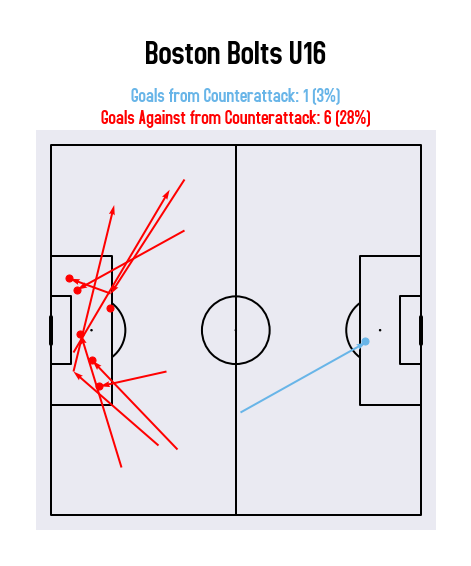 Boston Bolts U16
Goals from Counterattack: 1 (3%)
Goals Against from Counterattack: 6 (28%)